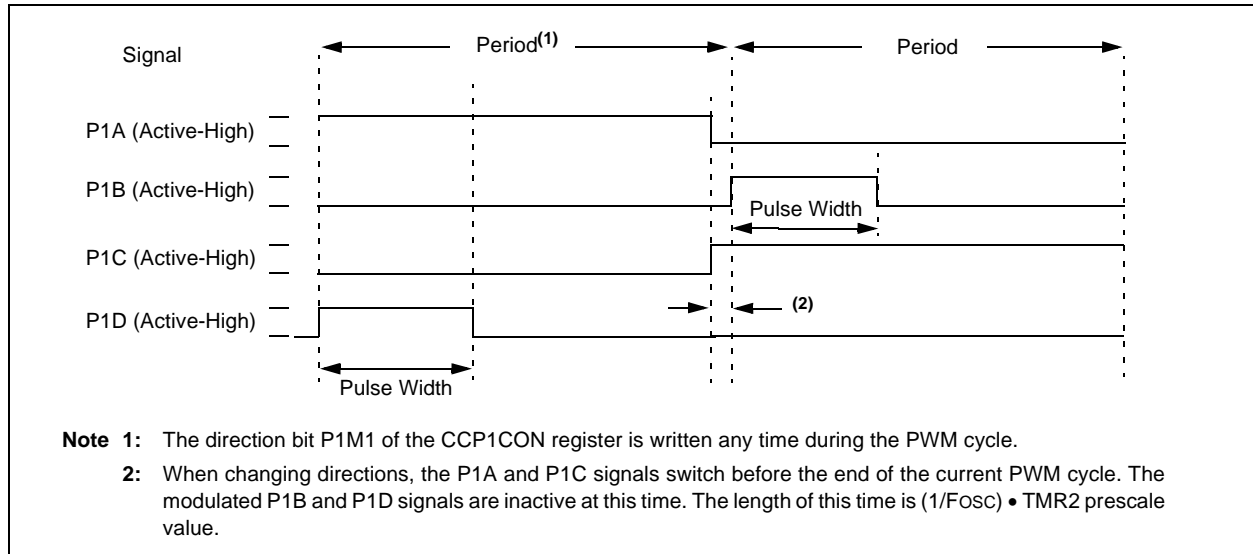 Signal
Period(1)
Period
P1A (Active-High)
P1B (Active-High)
Pulse Width
P1C (Active-High)
(2)
P1D (Active-High)
Pulse Width
Note 1: The direction bit P1M1 of the CCP1CON register is written any time during the PWM cycle.
2: When changing directions, the P1A and P1C signals switch before the end of the current PWM cycle. The
modulated P1B and P1D signals are inactive at this time. The length of this time is (1/FOSC) • TMR2 prescale
value.